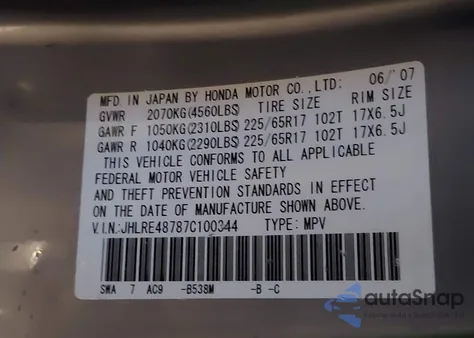 MFD. IN JAPAN BY HONDA MOTOR CO., LTD: 06/'07
GVWR 2070KG(4560LBS) TIRE SIZE RIM SIZE
GAWR F 1050KG(2310LBS) 225/65R17 102T 17X6.5J
GAWR R 1040KG(2290LBS) 225/65R17 102T 17X6.5J
THIS VEHICLE CONFORMS TO ALL APPLICABLE
FEDERAL MOTOR VEHICLE SAFETY
AND THEFT PREVENTION STANDARDS IN EFFECT
ON THE DATE OF MANUFACTURE SHOWN ABOVE.
V.I.N.:JHLRE48787C100344 TYPE: MPV
SWA 7 AC9 -B538M -B -C
autoSnap